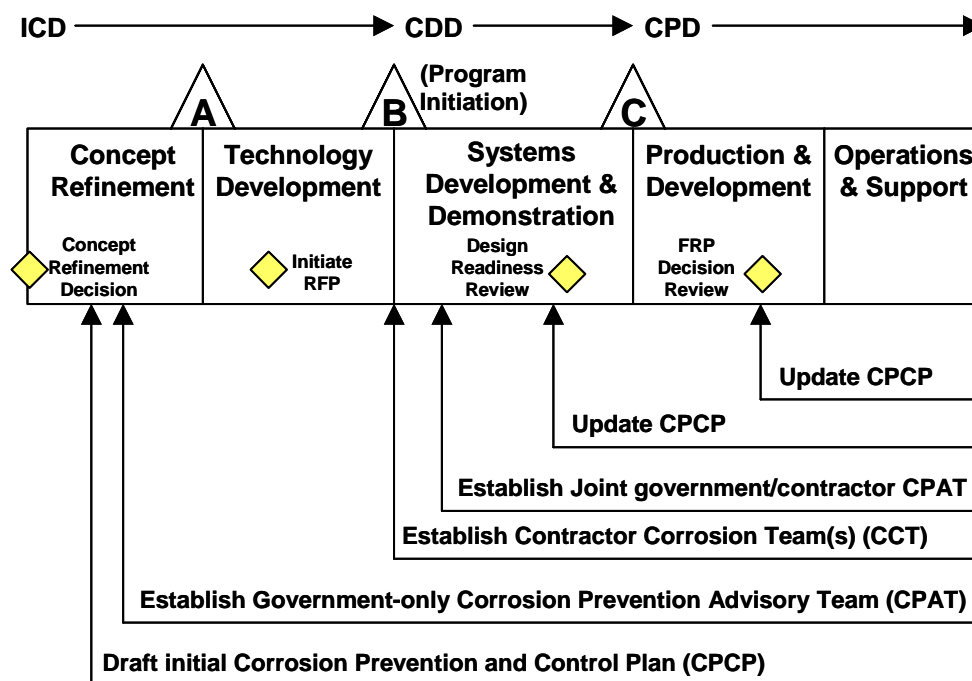 ICD
CDD
CPD
(Program
Initiation)
A
B
C
Concept
Refinement
Technology
Development
Systems
Development &
Demonstration
Production &
Development
Operations
& Support
Concept
Refinement
Decision
Initiate
RFP
Design
Readiness
Review
FRP
Decision
Review
Update CPCP
Update CPCP
Establish Joint government/contractor CPAT
Establish Contractor Corrosion Team(s) (CCT)
Establish Government-only Corrosion Prevention Advisory Team (CPAT)
Draft initial Corrosion Prevention and Control Plan (CPCP)